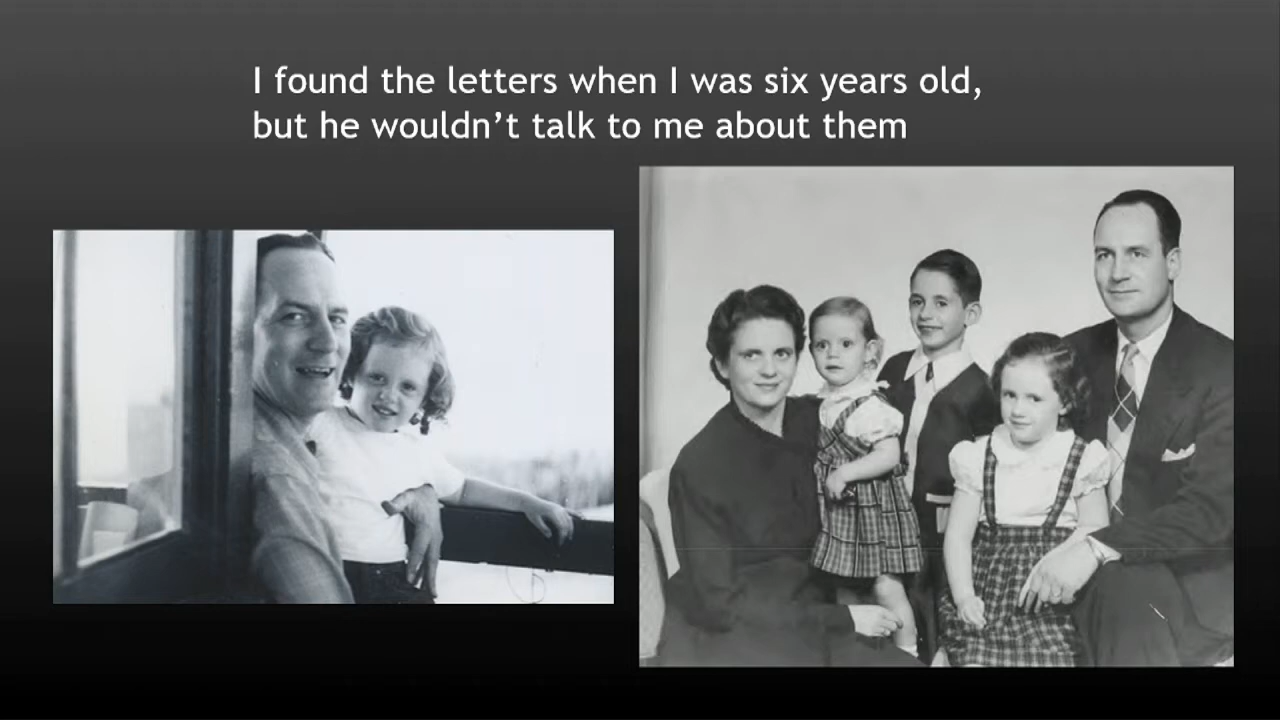 I found the letters when I was six years old,
but he wouldn’t talk to me about them